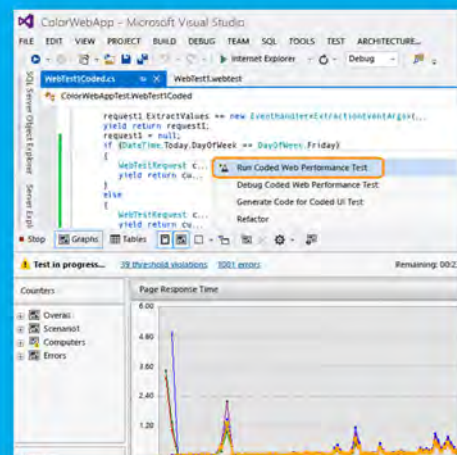 ColorWebApp - Microsoft Visual Studio
FILE EDIT VIEW PROJECT BUILD DEBUG TEAM SQL TOOLS TEST ARCHITECTURE...
Internet Explorer Debug
WebTest1Coded.cs WebTest1.webtest
ColorWebAppTest.WebTest1Coded
SQL Server Object Explorer
Server Expl
request1.ExtractValues += new EventHandler<ExtractionEventArgs(...
yield return request1;
request1 = null;
if (DateTime.Today.DayOfWeek == DayOfWeek.Friday)
{
WebTestRequest c...
yield return cu...
}
else
{
WebTestRequest c...
yield return cu...
Run Coded Web Performance Test
Debug Coded Web Performance Test
Generate Code for Coded UI Test
Refactor
Stop Graphs Tables
Test in progress... 39 threshold violations 1001 errors Remaining: 00:2
Counters
Overall
Scenario1
Computers
Errors
Page Response Time
6.00
4.80
3.60
2.40
1.20